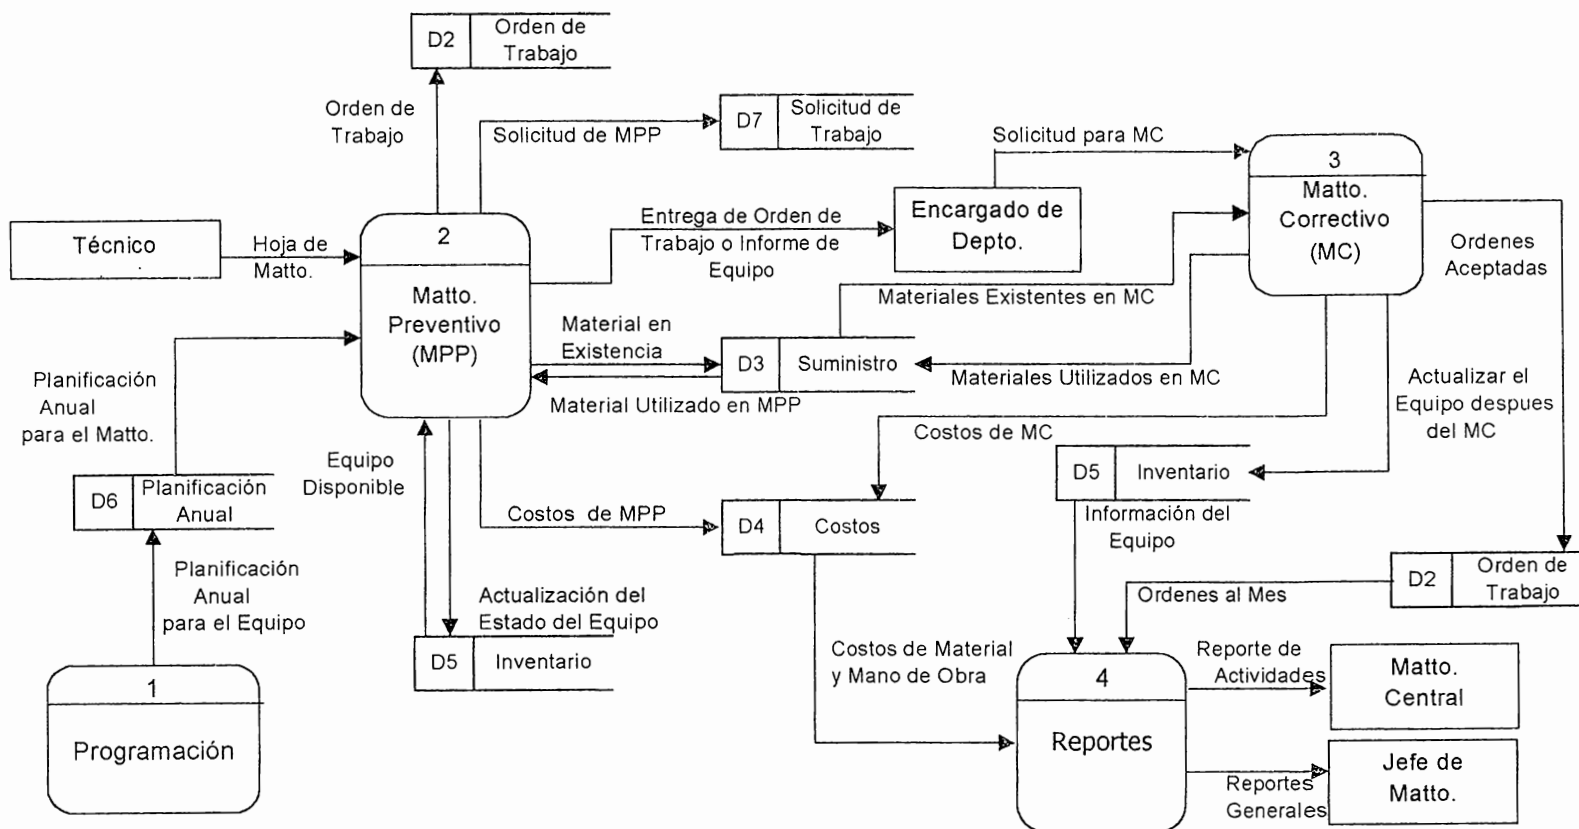 D2
Orden de
Trabajo
Orden de
Trabajo
Solicitud de MPP
D7
Solicitud de
Trabajo
Solicitud para MC
3
Matto.
Correctivo
(MC)
Técnico
Hoja de
Matto.
2
Matto.
Preventivo
(MPP)
Entrega de Orden de
Trabajo o Informe de
Equipo
Encargado de
Depto.
Ordenes
Aceptadas
Materiales Existentes en MC
Material en
Existencia
D3
Suministro
Materiales Utilizados en MC
Material Utilizado en MPP
Planificación
Anual
para el Matto.
Actualizar el
Equipo despues
del MC
Costos de MC
Equipo
Disponible
D6
Planificación
Anual
D5
Inventario
Costos de MPP
D4
Costos
Información del
Equipo
Planificación
Anual
para el Equipo
D2
Orden de
Trabajo
Ordenes al Mes
Actualización del
Estado del Equipo
D5
Inventario
Costos de Material
y Mano de Obra
Reporte de
Actividades
Matto.
Central
1
Programación
4
Reportes
Reportes
Generales
Jefe de
Matto.